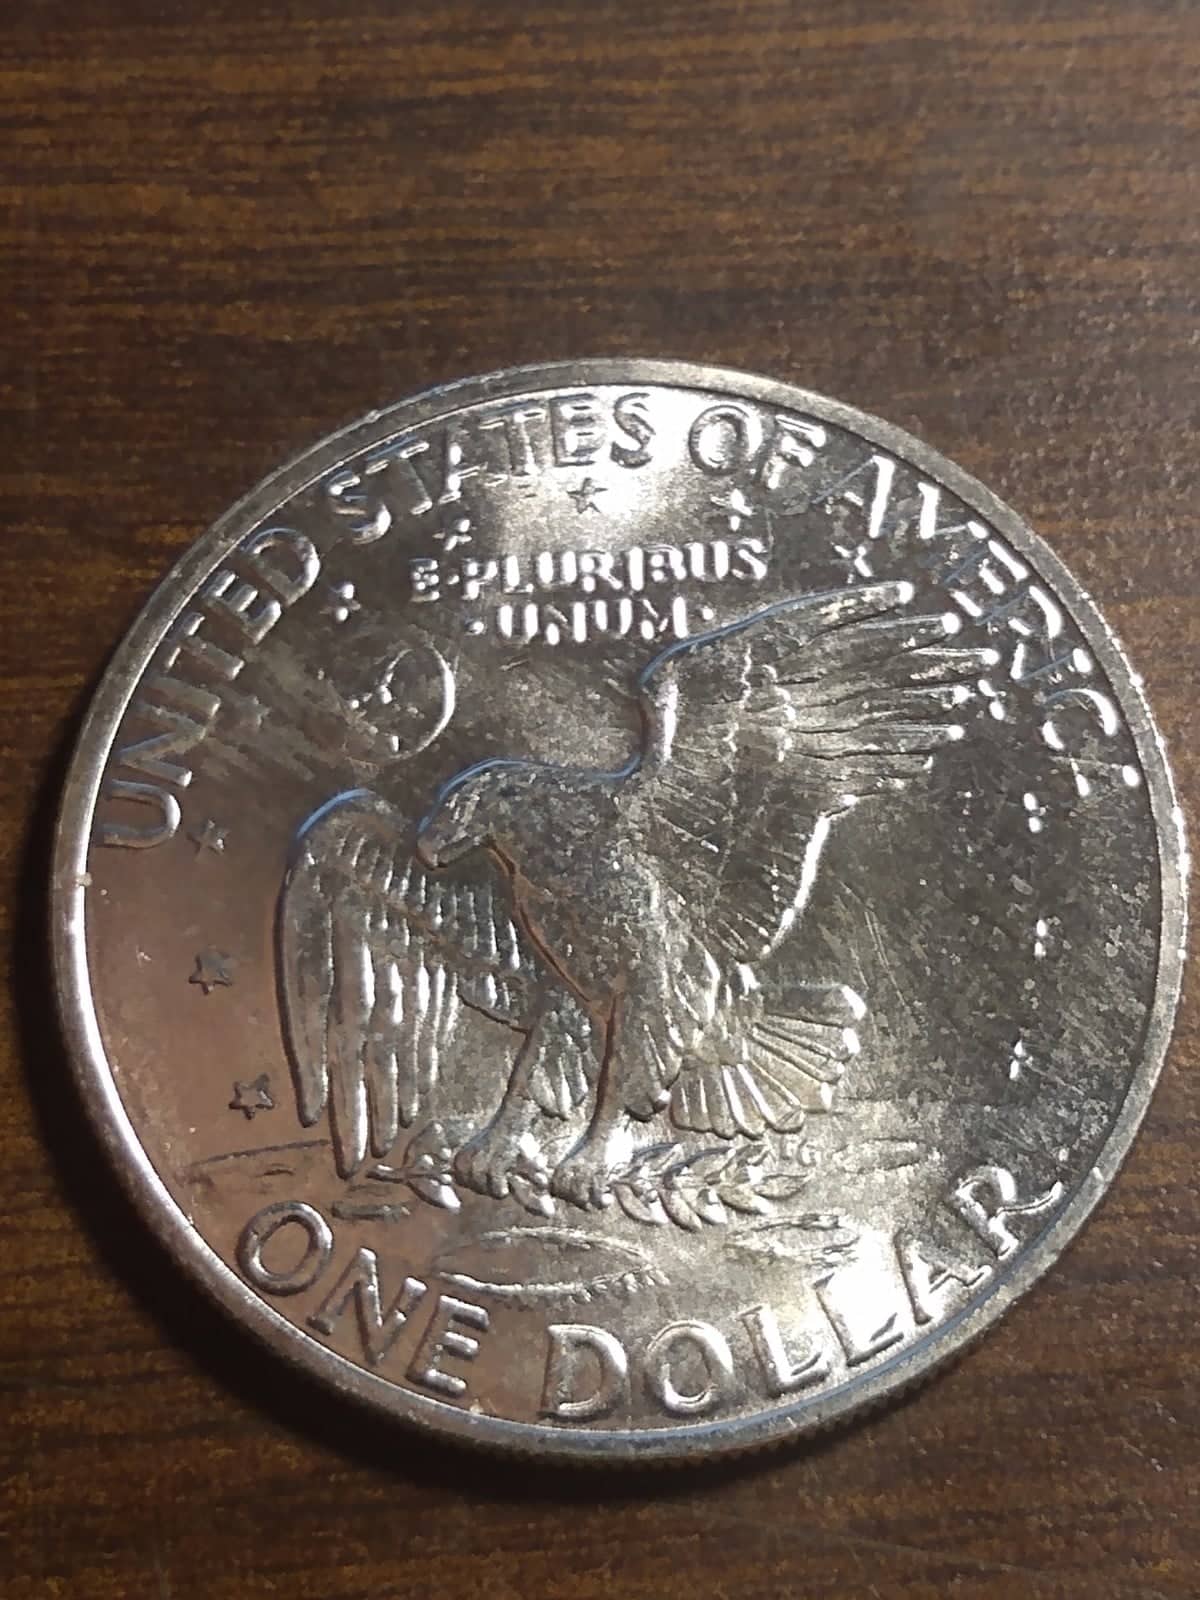 UNITED STATES OF AMERICA
E·PLURIBUS
·UNUM·
ONE DOLLAR